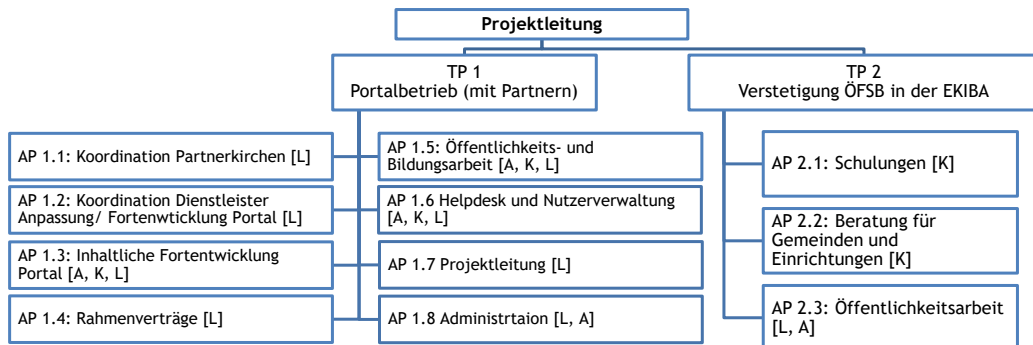 Projektleitung
TP 1
Portalbetrieb (mit Partnern)
TP 2
Verstetigung ÖFSB in der EKIBA
AP 1.1: Koordination Partnerkirchen [L]
AP 1.2: Koordination Dienstleister
Anpassung/ Fortenwticklung Portal [L]
AP 1.3: Inhaltliche Fortentwicklung
Portal [A, K, L]
AP 1.4: Rahmenverträge [L]
AP 1.5: Öffentlichkeits- und
Bildungsarbeit [A, K, L]
AP 1.6 Helpdesk und Nutzerverwaltung
[A, K, L]
AP 1.7 Projektleitung [L]
AP 1.8 Administrtaion [L, A]
AP 2.1: Schulungen [K]
AP 2.2: Beratung für
Gemeinden und
Einrichtungen [K]
AP 2.3: Öffentlichkeitsarbeit
[L, A]